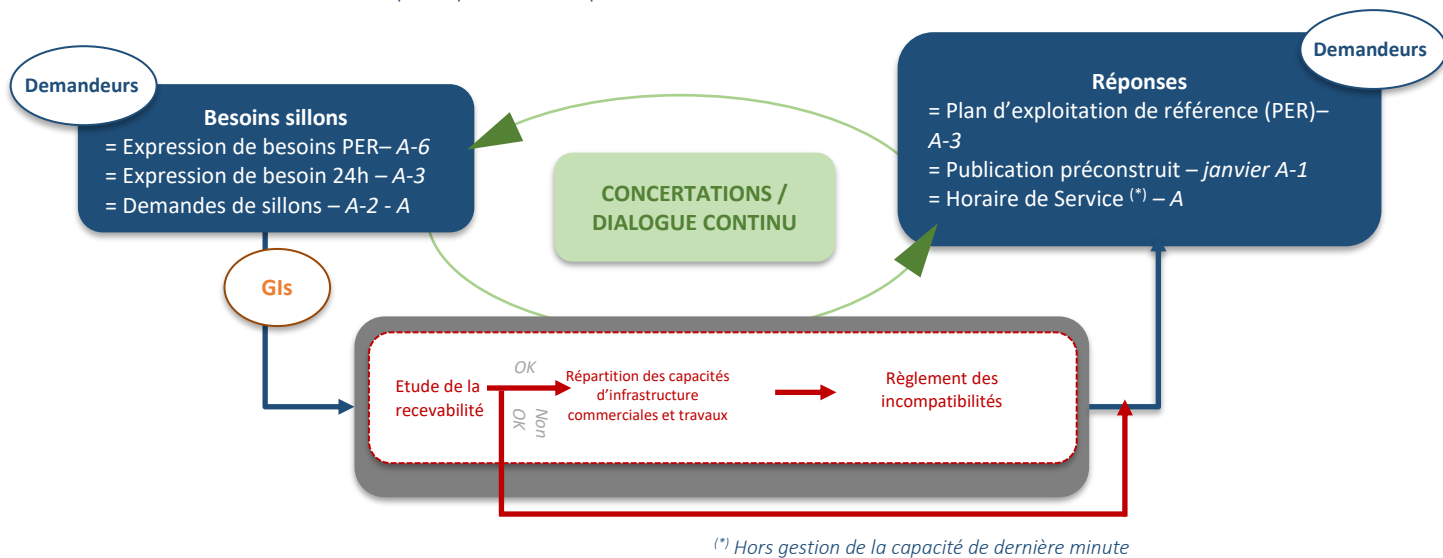 Demandeurs
Besoins sillons
= Expression de besoins PER– A-6
= Expression de besoin 24h – A-3
= Demandes de sillons – A-2 - A
Demandeurs
Réponses
= Plan d’exploitation de référence (PER)–
A-3
= Publication préconstruit – janvier A-1
= Horaire de Service (*) – A
CONCERTATIONS /
DIALOGUE CONTINU
GIs
Etude de la
recevabilité
OK
Non
OK
Répartition des capacités
d’infrastructure
commerciales et travaux
Règlement des
incompatibilités
(*) Hors gestion de la capacité de dernière minute